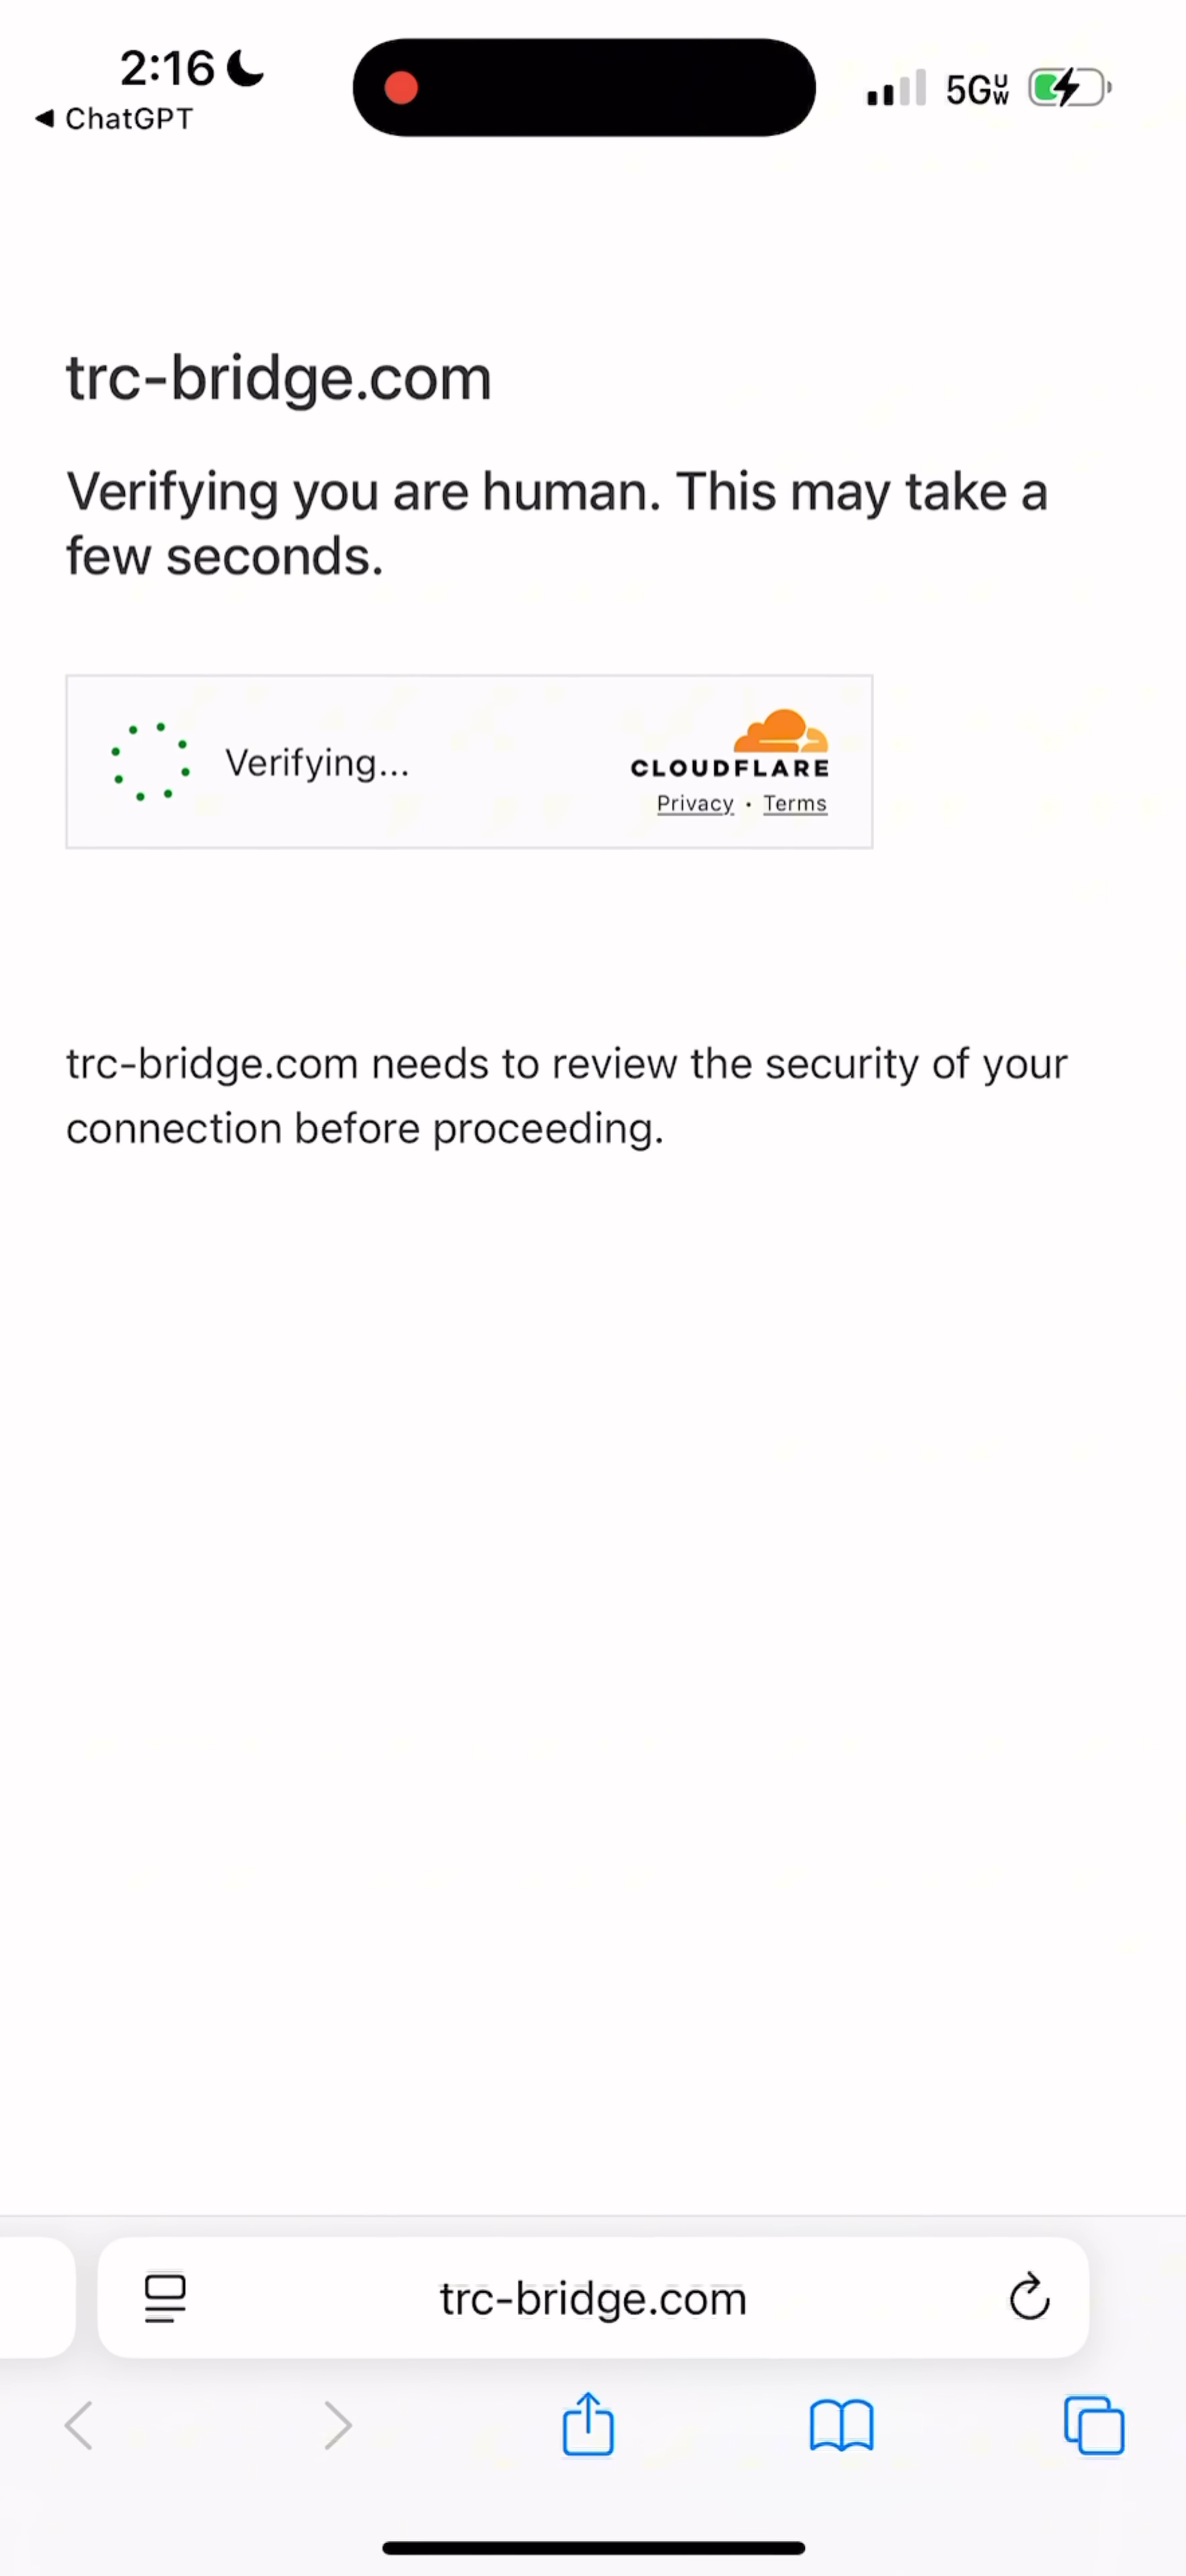 2:16
5G UW
◀ ChatGPT
trc-bridge.com
Verifying you are human. This may take a
few seconds.
Verifying...
CLOUDFLARE
Privacy • Terms
trc-bridge.com needs to review the security of your
connection before proceeding.
trc-bridge.com